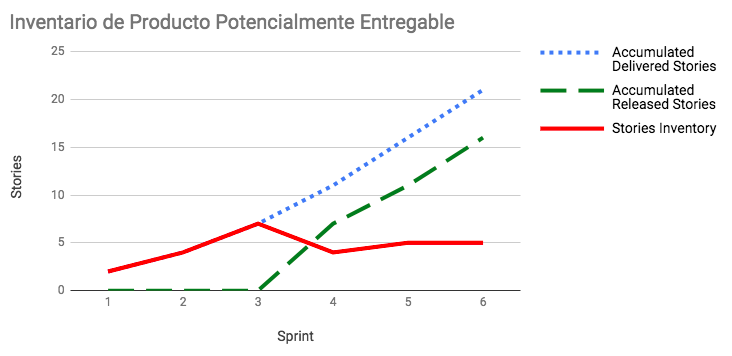 Inventario de Producto Potencialmente Entregable
Stories
25
20
15
10
5
0
1 2 3 4 5 6
Sprint
Accumulated
Delivered Stories
Accumulated
Released Stories
Stories Inventory